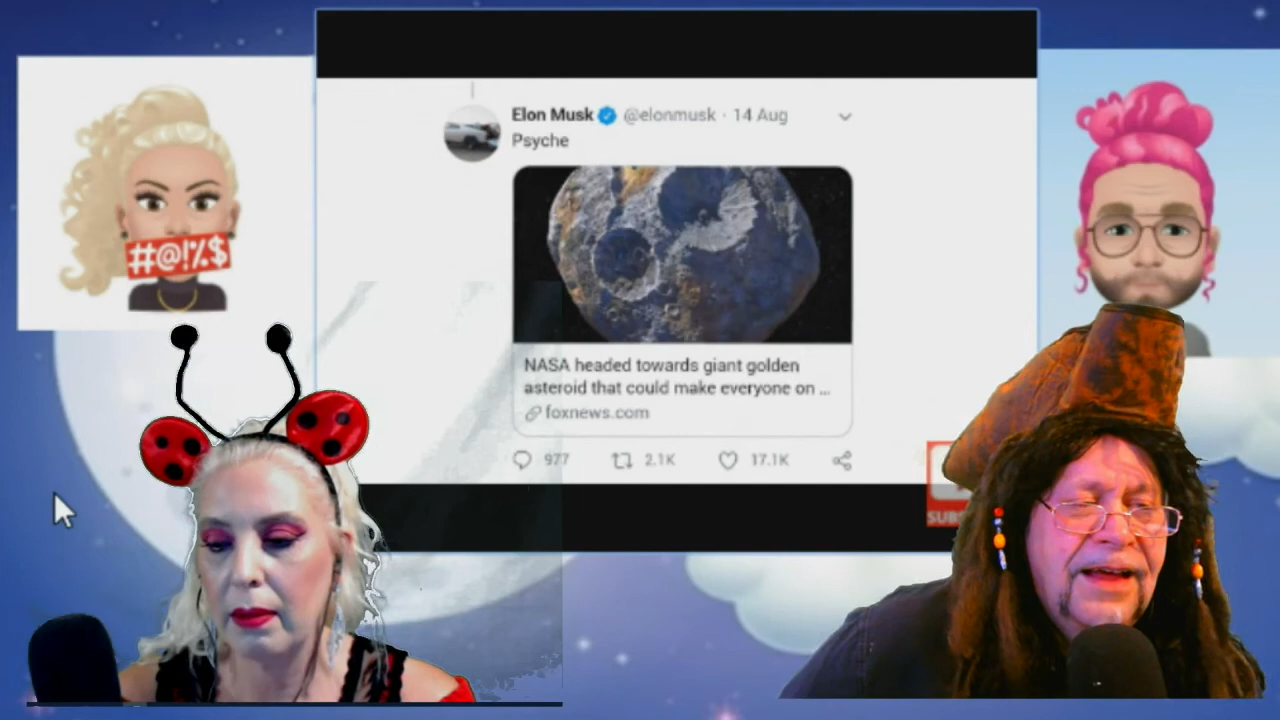 #@!%$
Elon Musk @elonmusk · 14 Aug
Psyche
NASA headed towards giant golden
asteroid that could make everyone on ...
foxnews.com
977 2.1K 17.1K